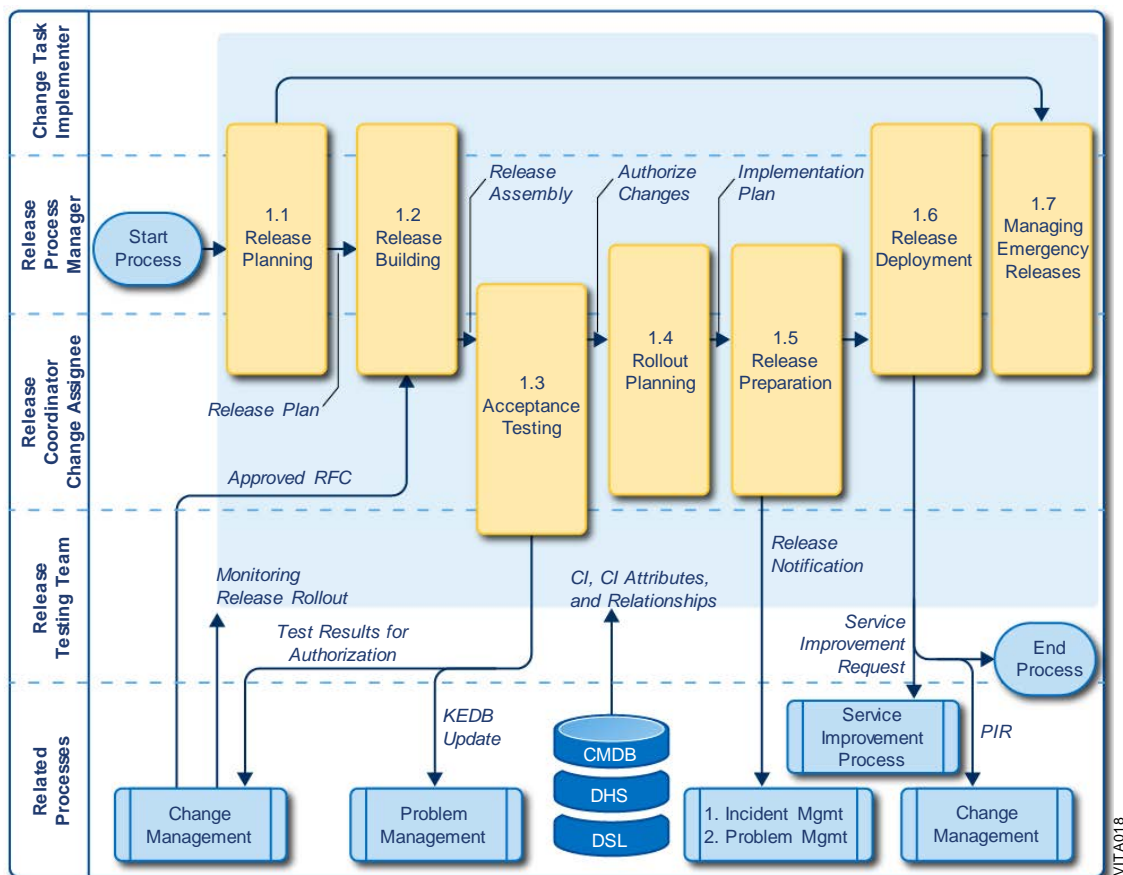 Change Task
Implementer
Release
Process
Manager
Release
Coordinator
Change Assignee
Release
Testing Team
Related
Processes
Start
Process
1.1
Release
Planning
1.2
Release
Building
1.3
Acceptance
Testing
1.4
Rollout
Planning
1.5
Release
Preparation
1.6
Release
Deployment
1.7
Managing
Emergency
Releases
Release
Assembly
Authorize
Changes
Implementation
Plan
Release Plan
Approved RFC
Monitoring
Release Rollout
Test Results for
Authorization
KEDB
Update
CI, CI Attributes,
and Relationships
Release
Notification
Service
Improvement
Request
End
Process
PIR
Service
Improvement
Process
Change
Management
Problem
Management
CMDB
DHS
DSL
1. Incident Mgmt
2. Problem Mgmt
Change
Management
VITA018